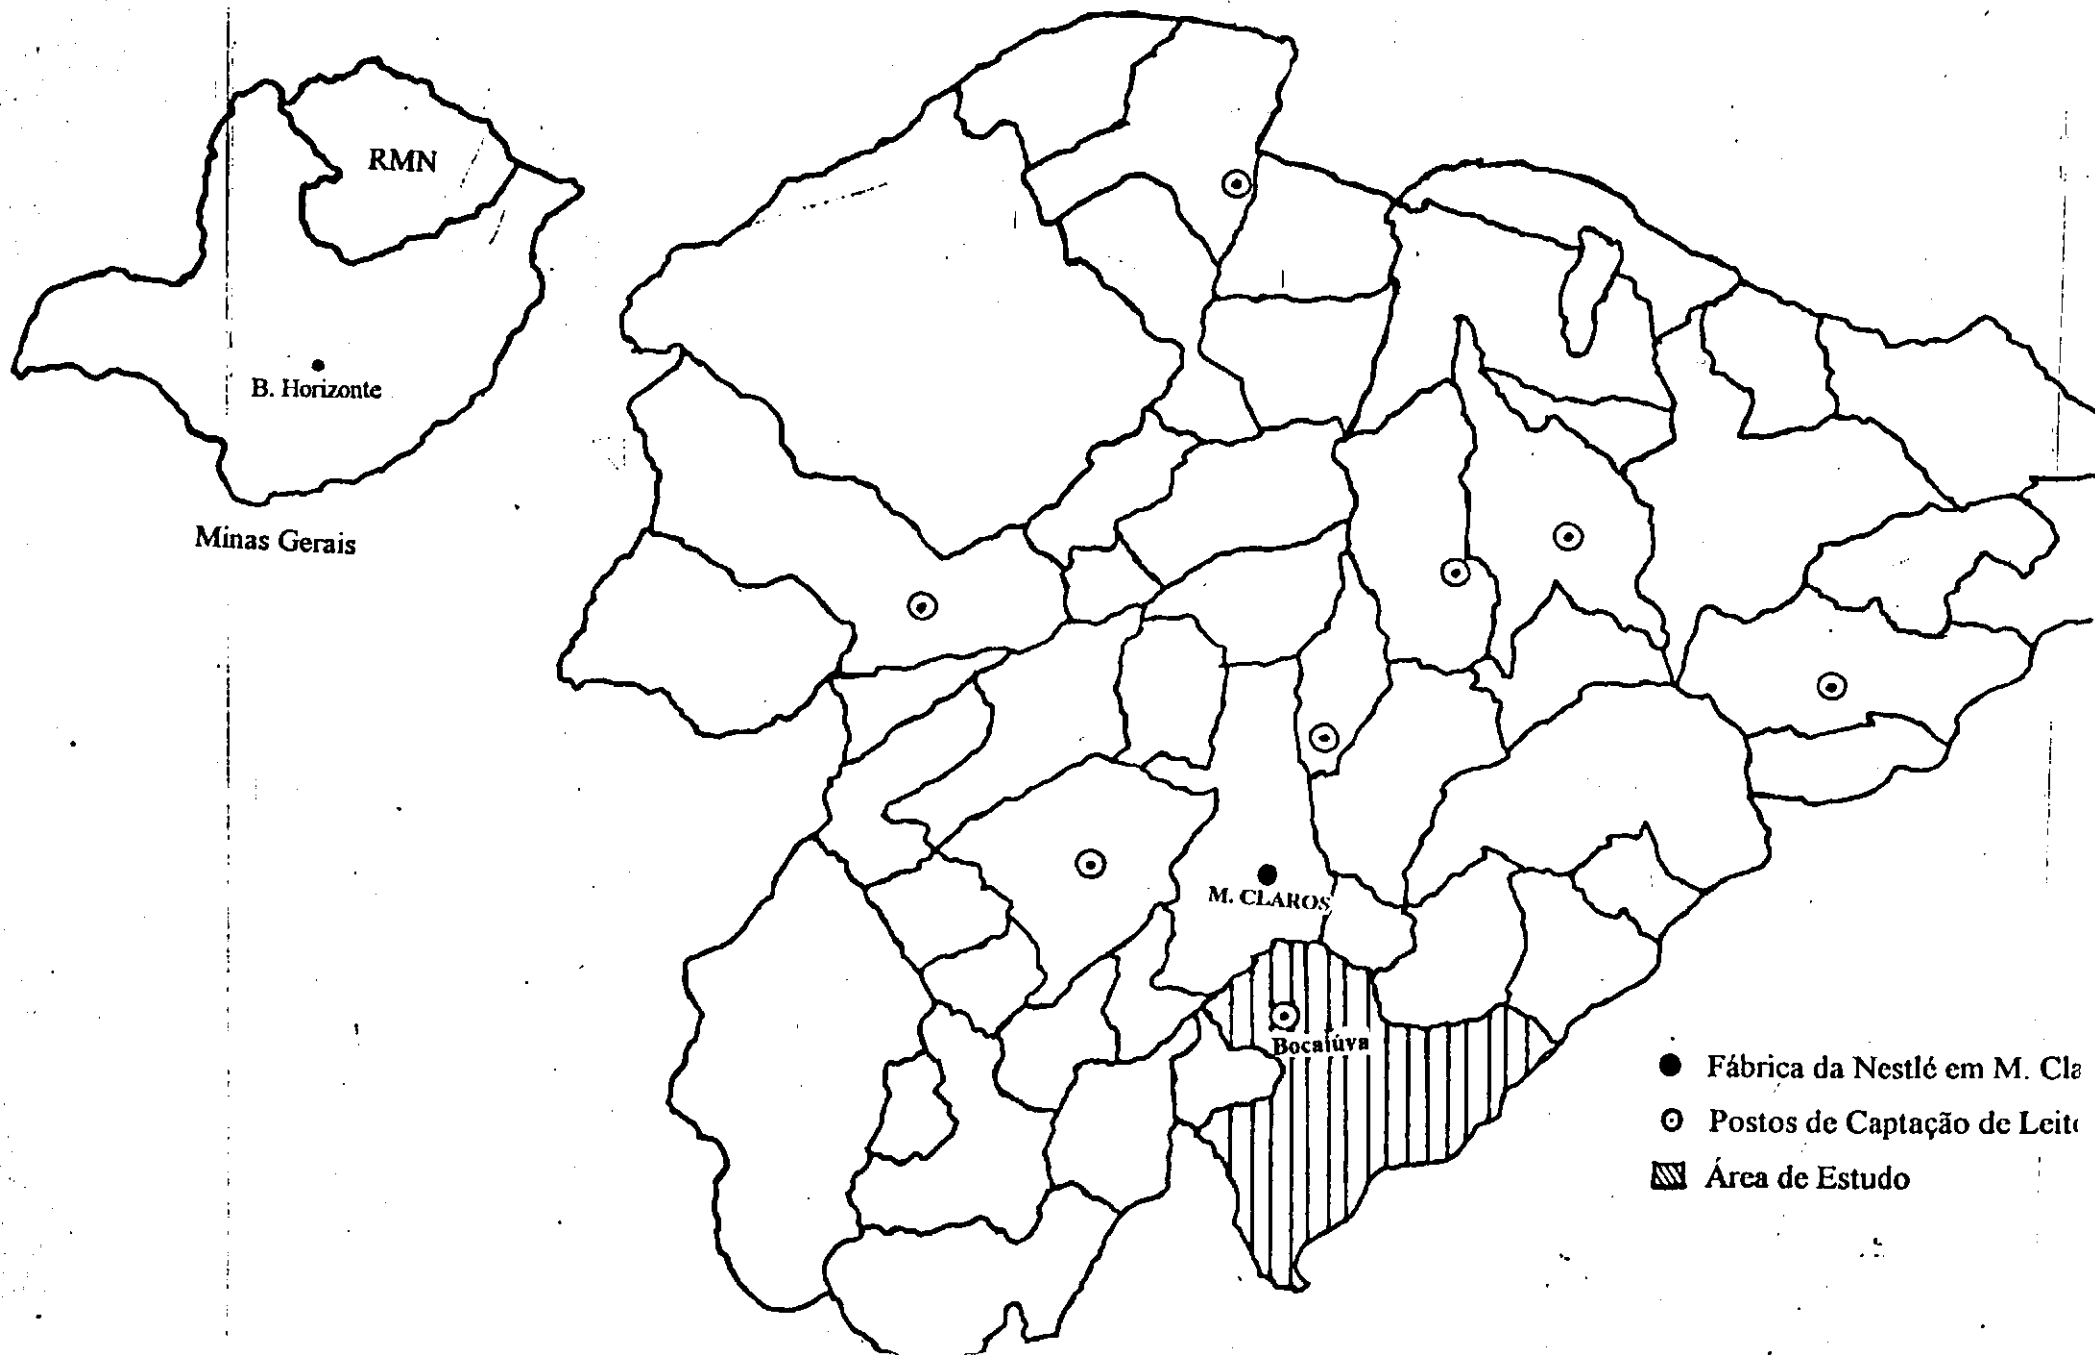 RMN
B. Horizonte
Minas Gerais
M. CLAROS
Bocaiúva
Fábrica da Nestlé em M. Cla
Postos de Captação de Leit
Área de Estudo